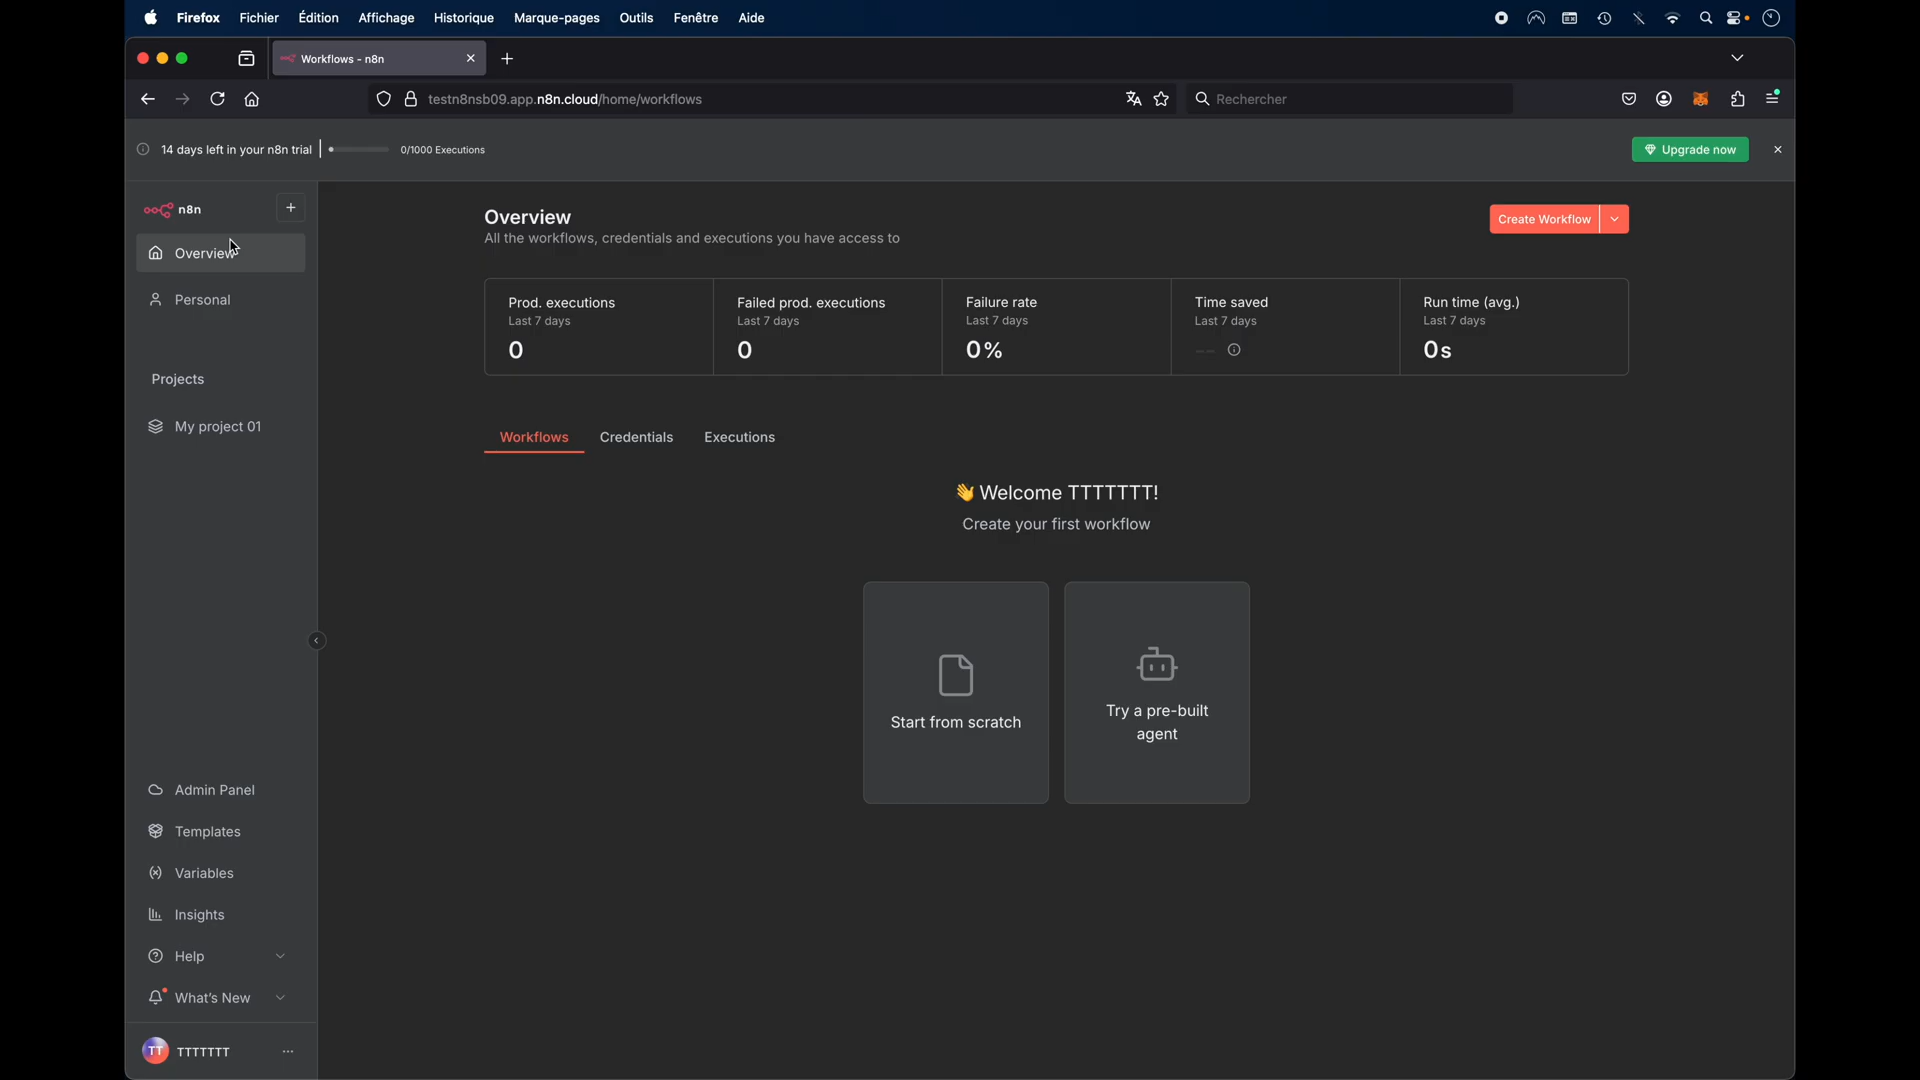 Firefox Fichier Édition Affichage Historique Marque-pages Outils Fenêtre Aide
Workflows - n8n
testn8nsb09.app.n8n.cloud/home/workflows
Rechercher
14 days left in your n8n trial
0/1000 Executions
Upgrade now
n8n
Overview
Personal
Projects
My project 01
Admin Panel
Templates
Variables
Insights
Help
What's New
TT TTTTTTT
Overview
All the workflows, credentials and executions you have access to
Create Workflow
Prod. executions
Last 7 days
0
Failed prod. executions
Last 7 days
0
Failure rate
Last 7 days
0%
Time saved
Last 7 days
--
Run time (avg.)
Last 7 days
0s
Workflows Credentials Executions
👋 Welcome TTTTTTT!
Create your first workflow
Start from scratch
Try a pre-built
agent